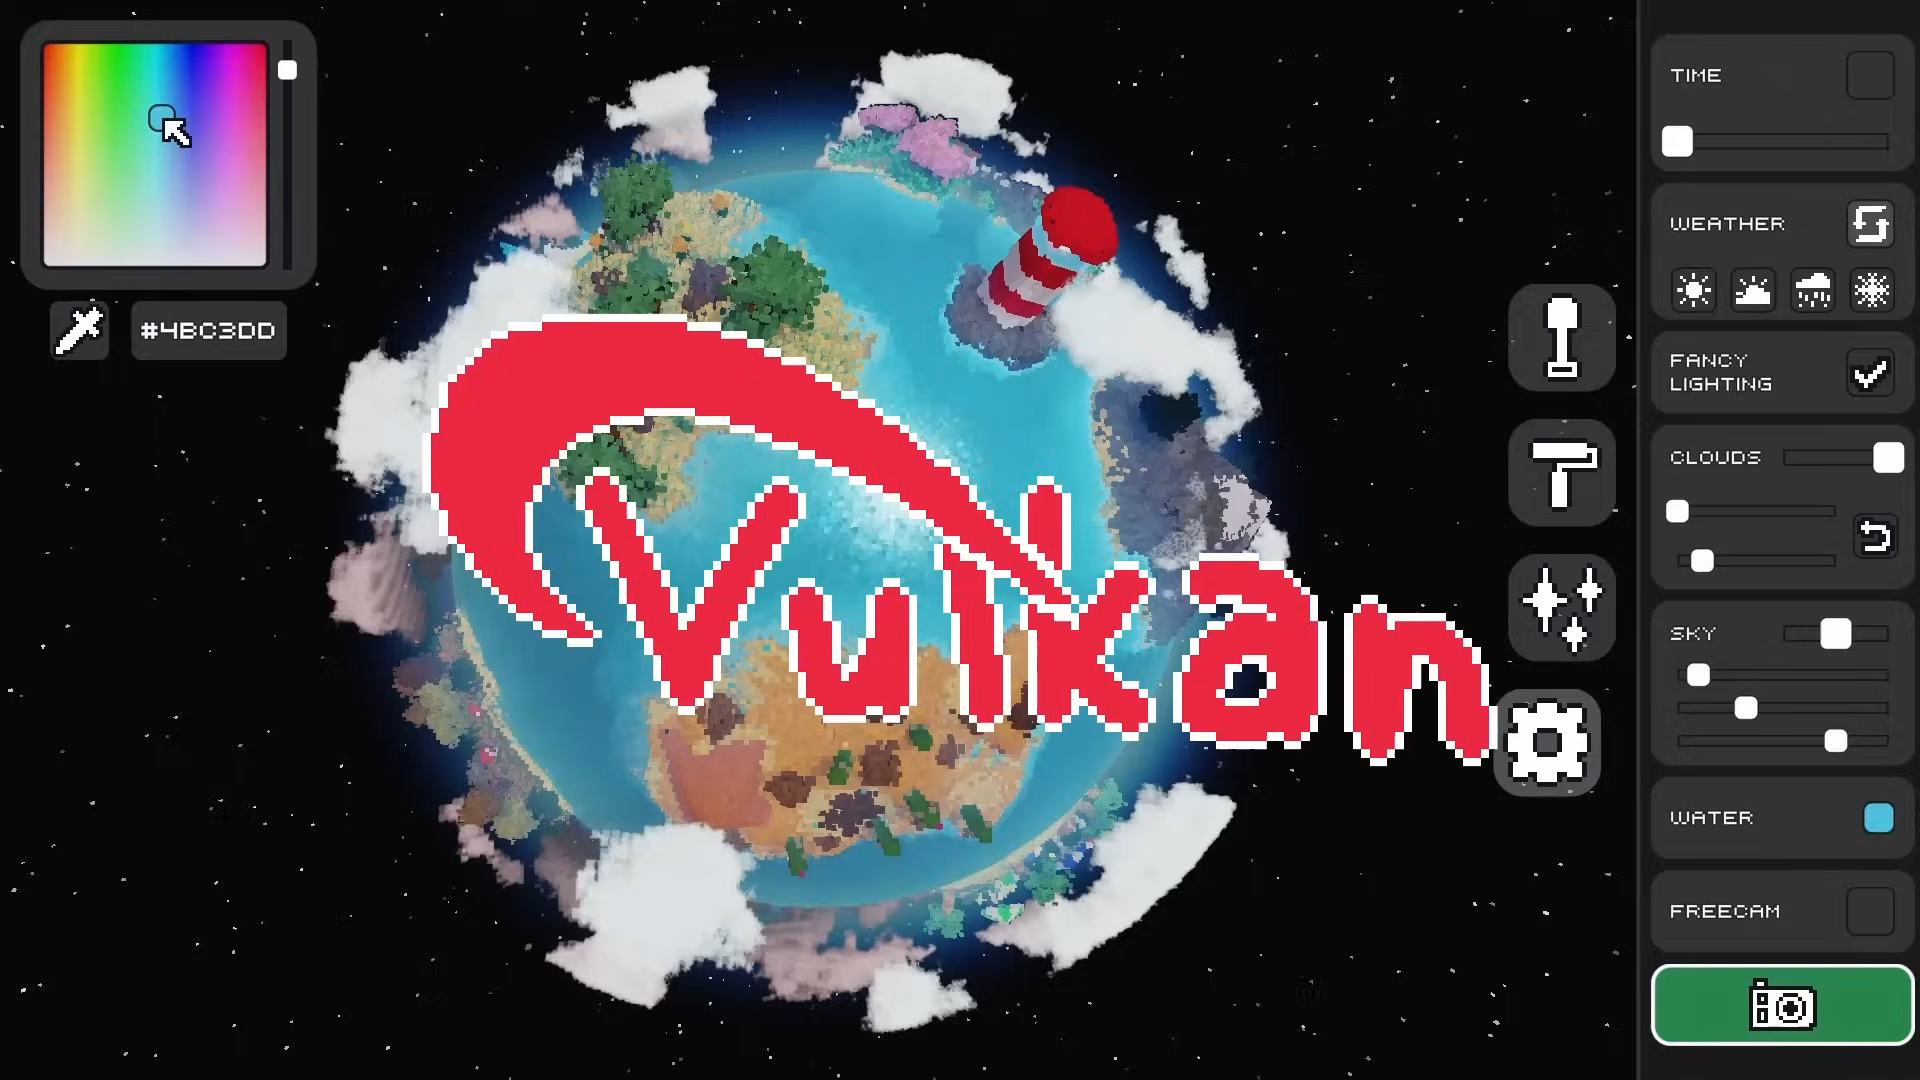 #4BC3DD
Vulkan
TIME
WEATHER
FANCY
LIGHTING
CLOUDS
SKY
WATER
FREECAM